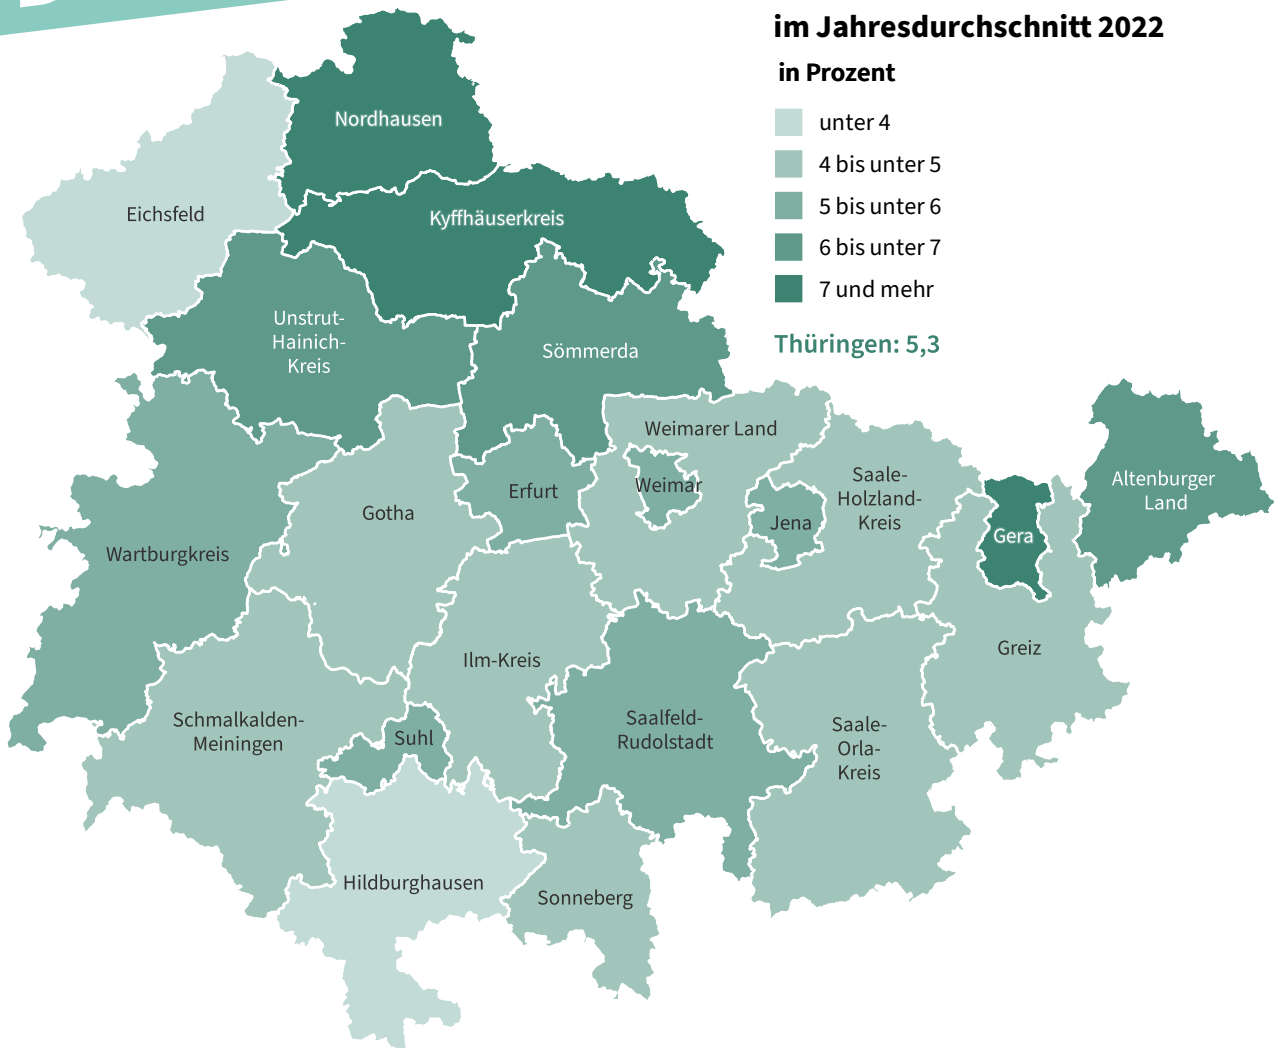 im Jahresdurchschnitt 2022
in Prozent
unter 4
4 bis unter 5
5 bis unter 6
6 bis unter 7
7 und mehr
Thüringen: 5,3
Nordhausen
Eichsfeld
Kyffhäuserkreis
Unstrut-
Hainich-
Kreis
Sömmerda
Weimarer Land
Altenburger
Land
Saale-
Holzland-
Kreis
Erfurt
Weimar
Gotha
Jena
Gera
Wartburgkreis
Greiz
Ilm-Kreis
Schmalkalden-
Meiningen
Suhl
Saalfeld-
Rudolstadt
Saale-
Orla-
Kreis
Hildburghausen
Sonneberg